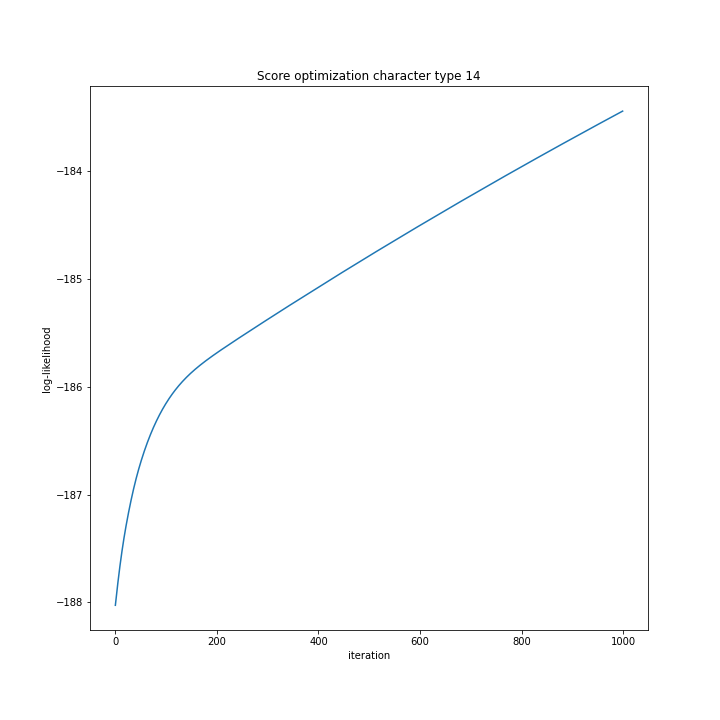 Score optimization character type 14
−184
−185
−186
−187
−188
log-likelihood
0 200 400 600 800 1000
iteration